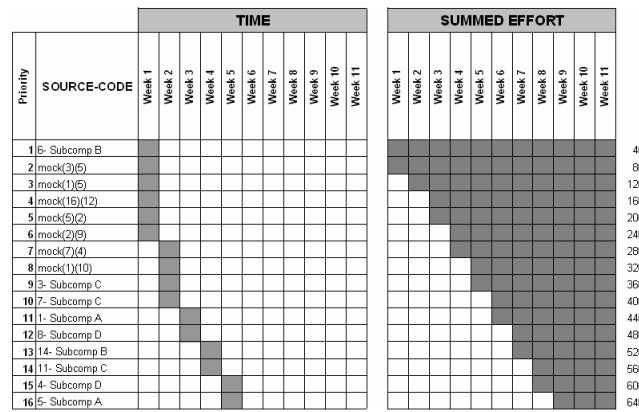 TIME
SUMMED EFFORT
Priority
SOURCE-CODE
Week 1
Week 2
Week 3
Week 4
Week 5
Week 6
Week 7
Week 8
Week 9
Week 10
Week 11
Week 1
Week 2
Week 3
Week 4
Week 5
Week 6
Week 7
Week 8
Week 9
Week 10
Week 11
1 6- Subcomp B
2 mock(3)(5)
3 mock(1)(5)
4 mock(16)(12)
5 mock(5)(2)
6 mock(2)(9)
7 mock(7)(4)
8 mock(1)(10)
9 3- Subcomp C
10 7- Subcomp C
11 1- Subcomp A
12 8- Subcomp D
13 14- Subcomp B
14 11- Subcomp C
15 4- Subcomp D
16 5- Subcomp A